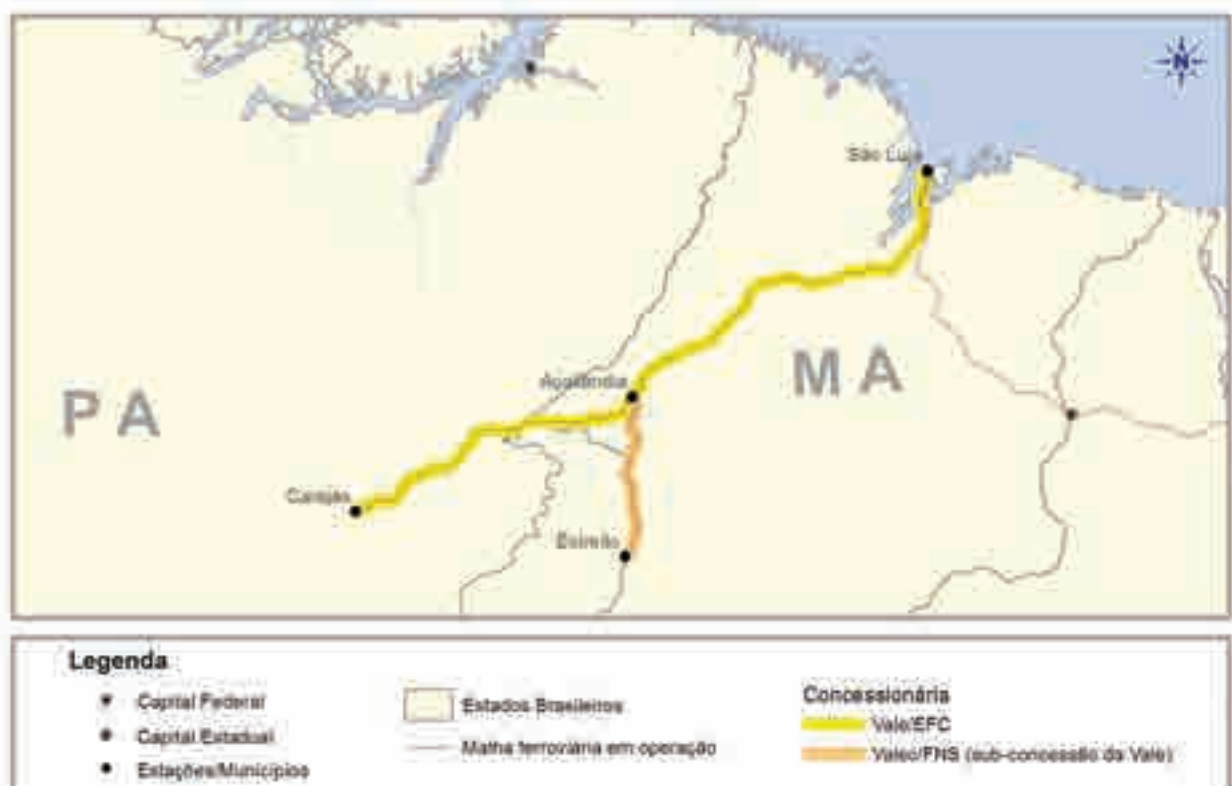 N
São Luís
PA
MA
Açailândia
Carajás
Estreito
Legenda
Capital Federal
Capital Estadual
Estações/Municípios
Estados Brasileiros
Malha ferroviária em operação
Concessionária
Vale/EFC
Valec/FNS (sub-concessão da Vale)